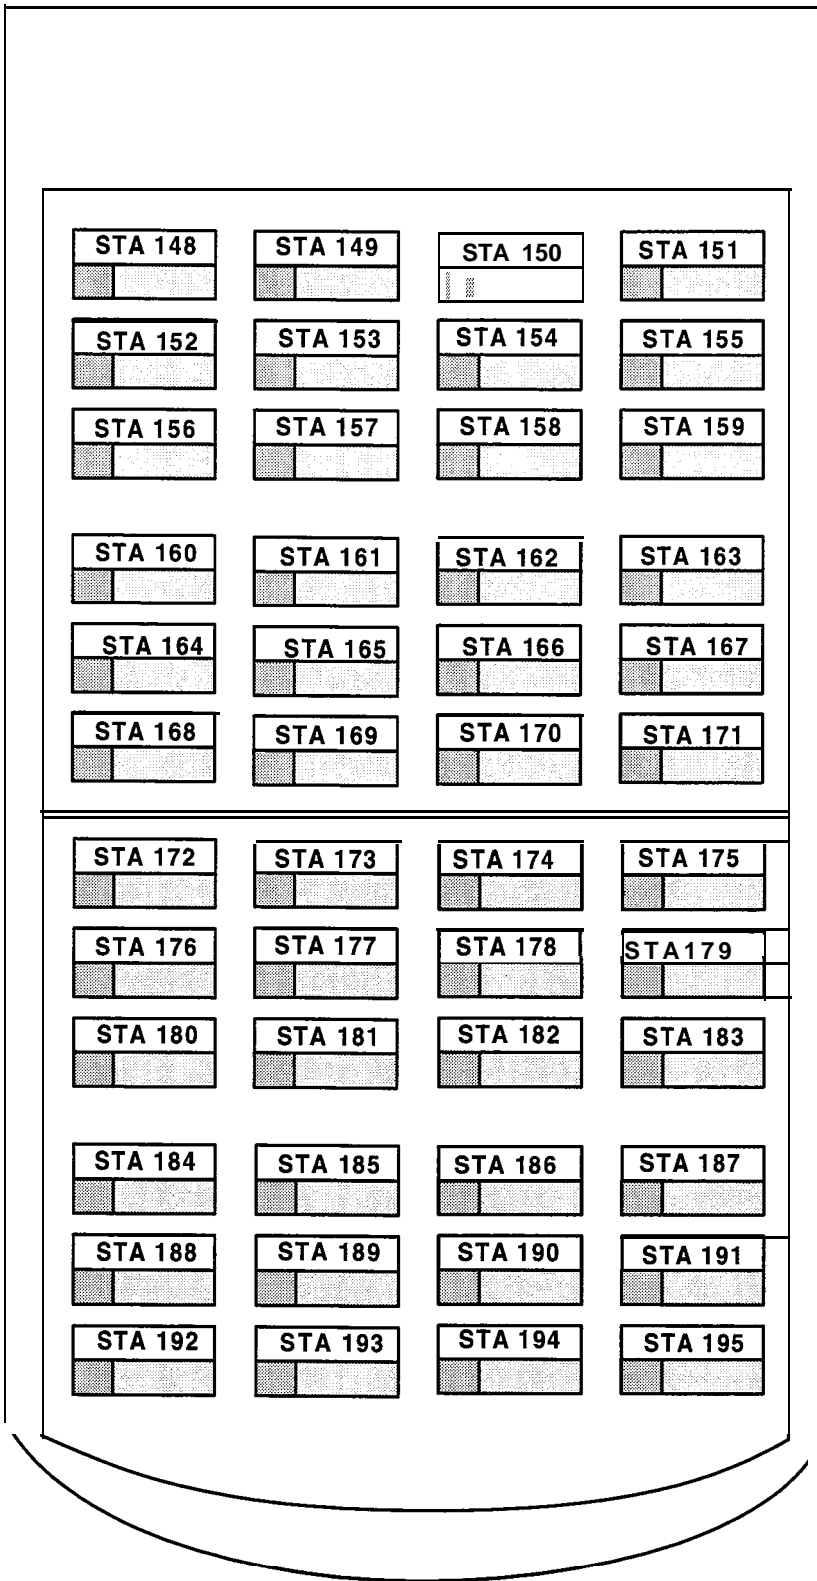 STA 148 STA 149 STA 150 STA 151
STA 152 STA 153 STA 154 STA 155
STA 156 STA 157 STA 158 STA 159
STA 160 STA 161 STA 162 STA 163
STA 164 STA 165 STA 166 STA 167
STA 168 STA 169 STA 170 STA 171
STA 172 STA 173 STA 174 STA 175
STA 176 STA 177 STA 178 STA179
STA 180 STA 181 STA 182 STA 183
STA 184 STA 185 STA 186 STA 187
STA 188 STA 189 STA 190 STA 191
STA 192 STA 193 STA 194 STA 195